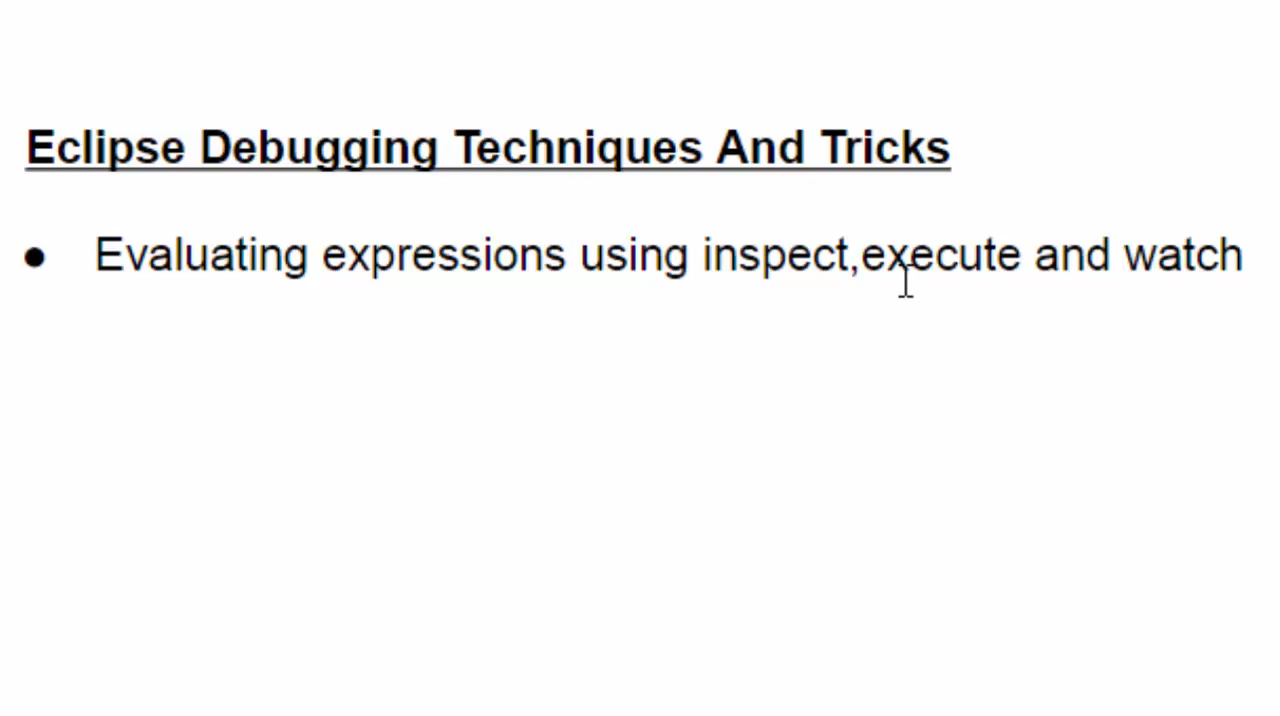 Eclipse Debugging Techniques And Tricks
● Evaluating expressions using inspect,execute and watch